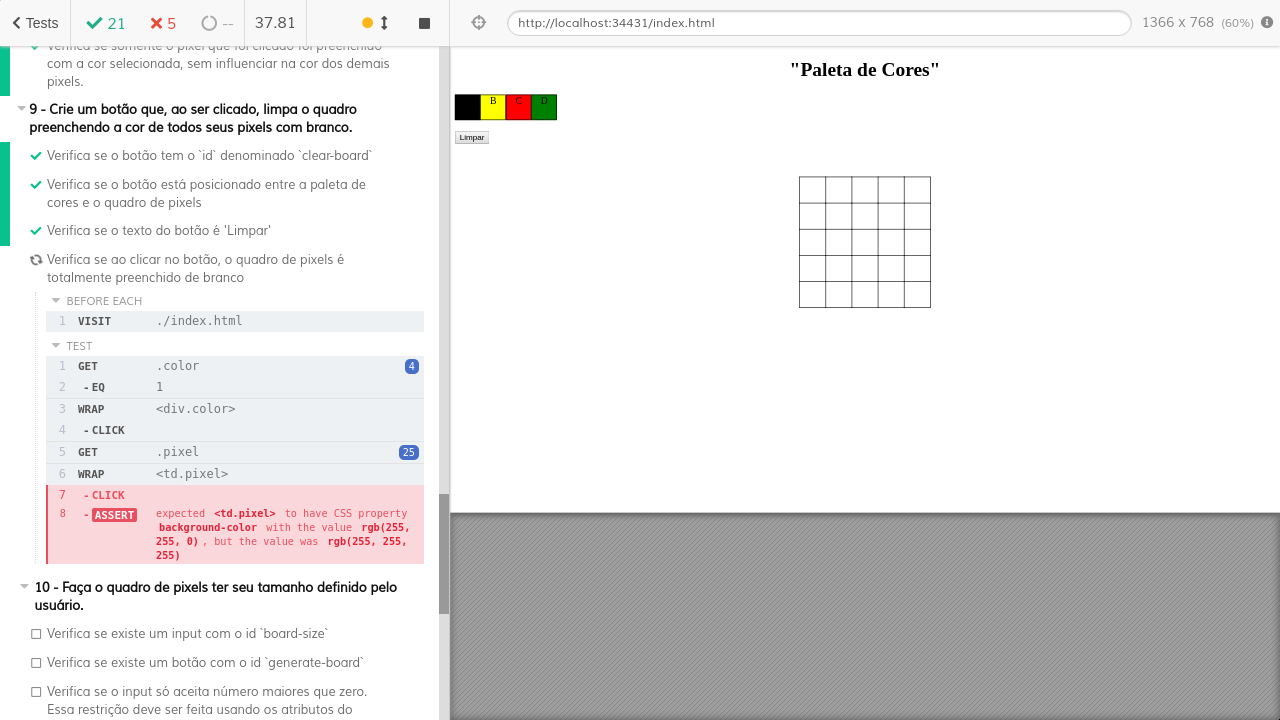 Tests
21
5
--
37.81
http://localhost:34431/index.html
1366 x 768 (60%)
Verifica se somente o pixel que foi clicado foi preenchido
com a cor selecionada, sem influenciar na cor dos demais
pixels.
9 - Crie um botão que, ao ser clicado, limpa o quadro
preenchendo a cor de todos seus pixels com branco.
Verifica se o botão tem o `id` denominado `clear-board`
Verifica se o botão está posicionado entre a paleta de
cores e o quadro de pixels
Verifica se o texto do botão é 'Limpar'
Verifica se ao clicar no botão, o quadro de pixels é
totalmente preenchido de branco
BEFORE EACH
1 VISIT ./index.html
TEST
1 GET .color 4
2 - EQ 1
3 WRAP <div.color>
4 - CLICK
5 GET .pixel 25
6 WRAP <td.pixel>
7 - CLICK
8 - ASSERT expected <td.pixel> to have CSS property
background-color with the value rgb(255,
255, 0) , but the value was rgb(255, 255,
255)
10 - Faça o quadro de pixels ter seu tamanho definido pelo
usuário.
Verifica se existe um input com o id `board-size`
Verifica se existe um botão com o id `generate-board`
Verifica se o input só aceita número maiores que zero.
Essa restrição deve ser feita usando os atributos do
"Paleta de Cores"
B C D
Limpar